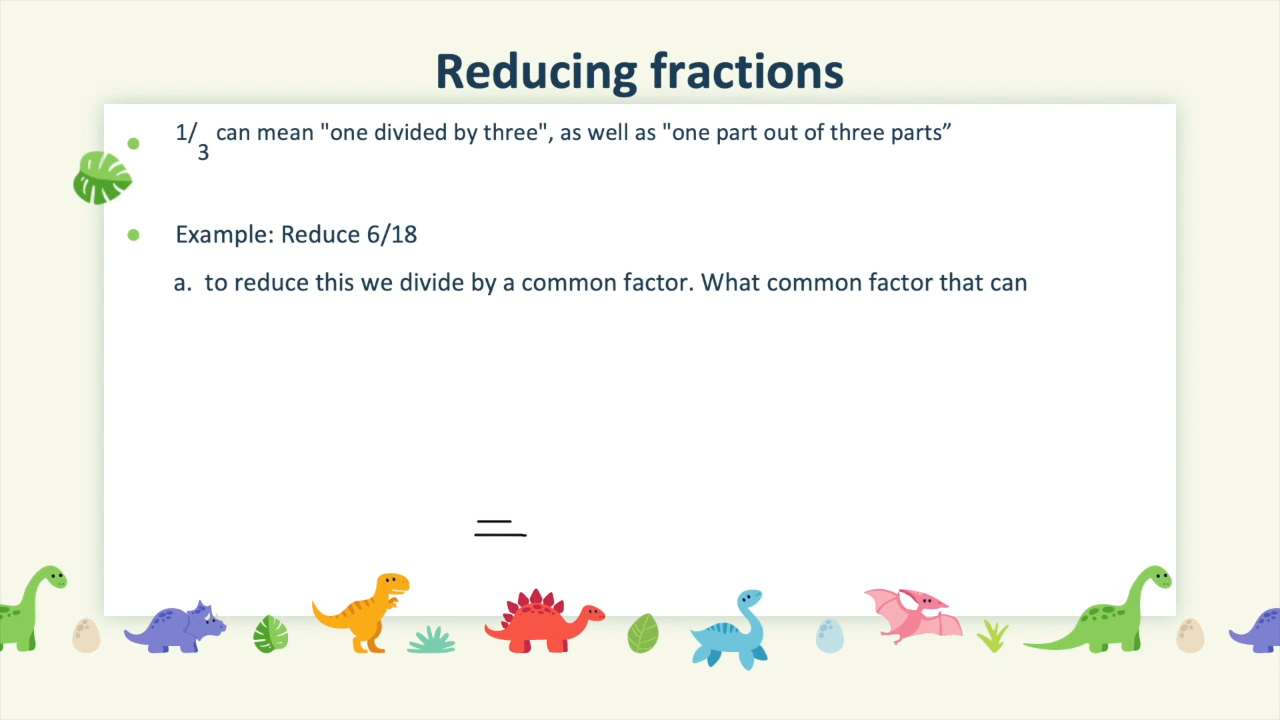 Reducing fractions
1/3 can mean "one divided by three", as well as "one part out of three parts”
Example: Reduce 6/18
a. to reduce this we divide by a common factor. What common factor that can